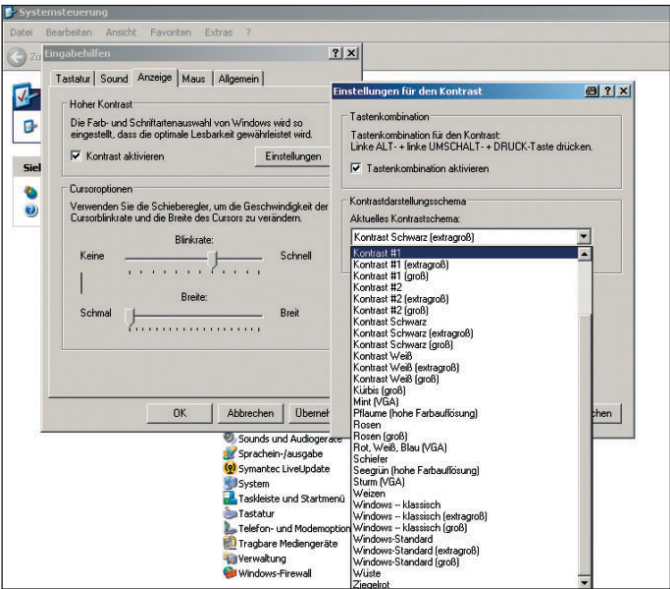 Systemsteuerung
Datei Bearbeiten Ansicht Favoriten Extras ?
Eingabehilfen
Tastatur Sound Anzeige Maus Allgemein
Hoher Kontrast
Die Farb- und Schriftartenauswahl von Windows wird so
eingestellt, dass die optimale Lesbarkeit gewährleistet wird.
Kontrast aktivieren
Einstellungen
Cursoroptionen
Verwenden Sie die Schieberegler, um die Geschwindigkeit der
Cursorblinkrate und die Breite des Cursors zu verändern.
Blinkrate:
Keine Schnell
Breite:
Schmal Breit
OK Abbrechen Überneh
Einstellungen für den Kontrast
Tastenkombination
Tastenkombination für den Kontrast:
Linke ALT- + linke UMSCHALT- + DRUCK-Taste drücken.
Tastenkombination aktivieren
Kontrastdarstellungsschema
Aktuelles Kontrastschema:
Kontrast Schwarz (extragroß)
Kontrast #1
Kontrast #1 (extragroß)
Kontrast #1 (groß)
Kontrast #2
Kontrast #2 (extragroß)
Kontrast #2 (groß)
Kontrast Schwarz
Kontrast Schwarz (extragroß)
Kontrast Schwarz (groß)
Kontrast Weiß
Kontrast Weiß (extragroß)
Kontrast Weiß (groß)
Kürbis (groß)
Mint (VGA)
Pflaume (hohe Farbauflösung)
Rosen
Rosen (groß)
Rot, Weiß, Blau (VGA)
Schiefer
Seegrün (hohe Farbauflösung)
Sturm (VGA)
Weizen
Windows -- klassisch
Windows -- klassisch (extragroß)
Windows -- klassisch (groß)
Windows-Standard
Windows-Standard (extragroß)
Windows-Standard (groß)
Wüste
Ziegelrot
chen
Sounds und Audiogeräte
Sprachein-/ausgabe
Symantec LiveUpdate
System
Taskleiste und Startmenü
Tastatur
Telefon- und Modemoption
Tragbare Mediengeräte
Verwaltung
Windows-Firewall